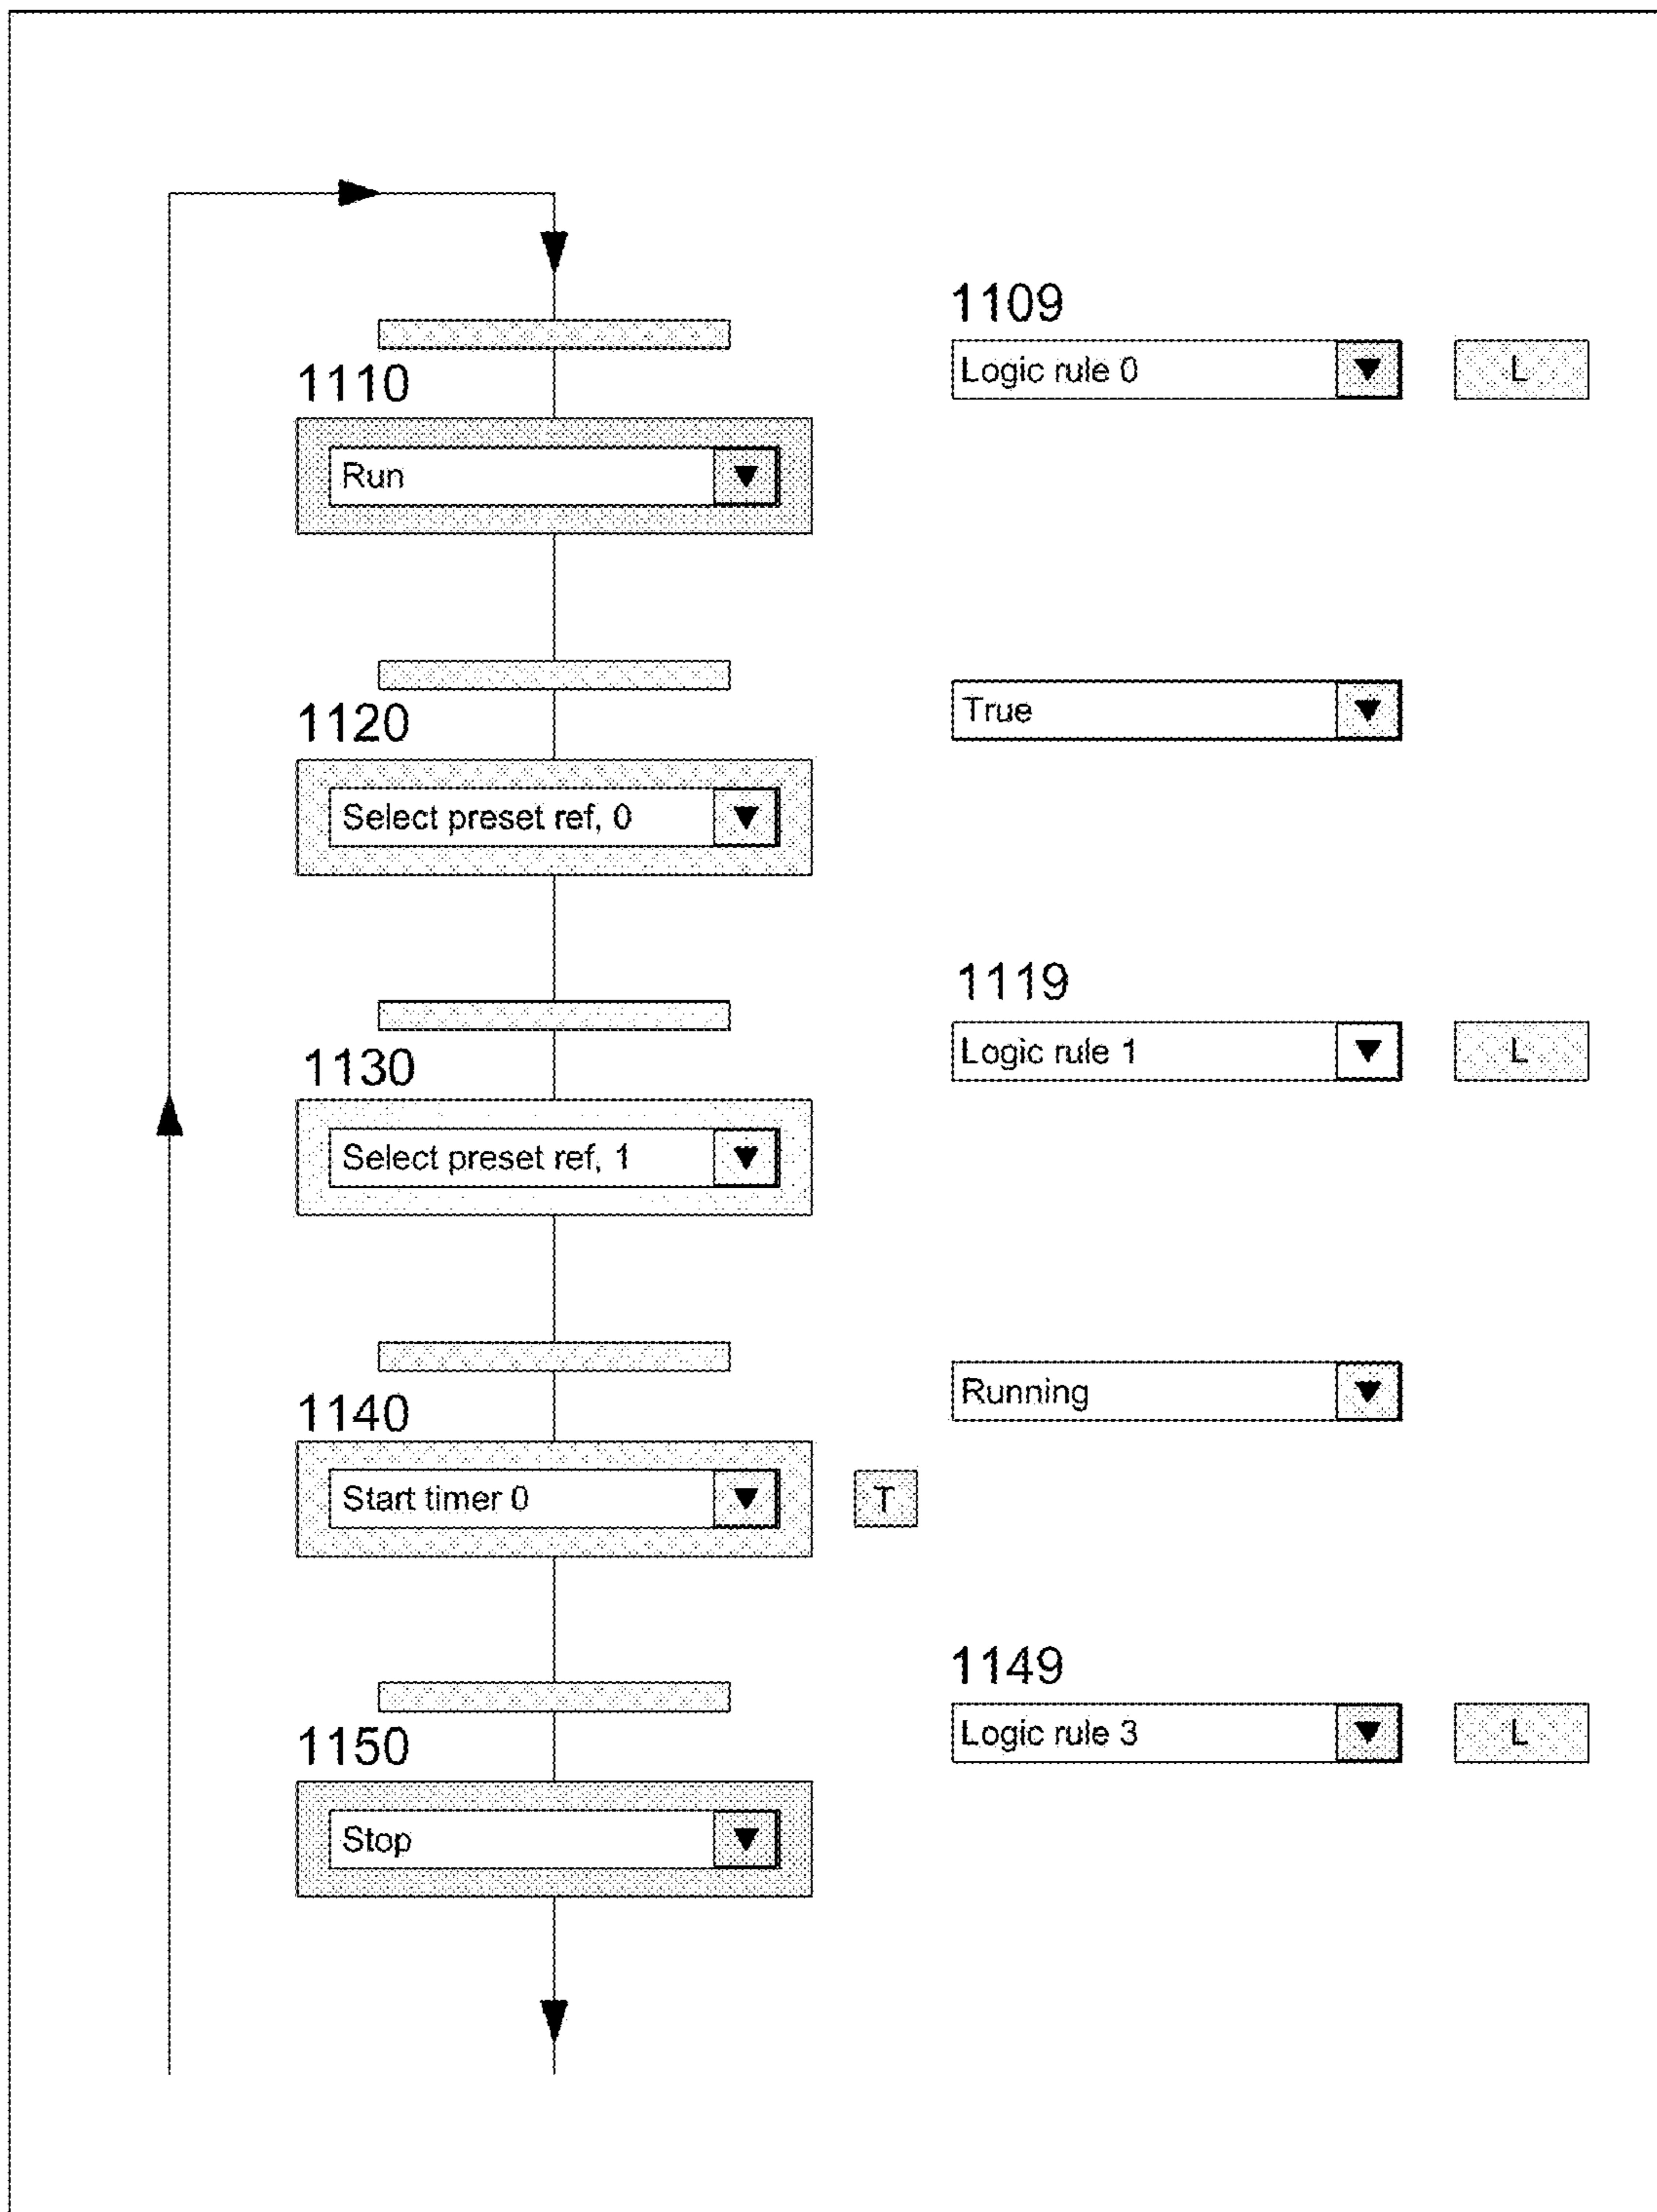 1109
Logic rule 0 L
1110
Run
True
1120
Select preset ref, 0
1119
Logic rule 1 L
1130
Select preset ref, 1
Running
1140
Start timer 0 T
1149
Logic rule 3 L
1150
Stop